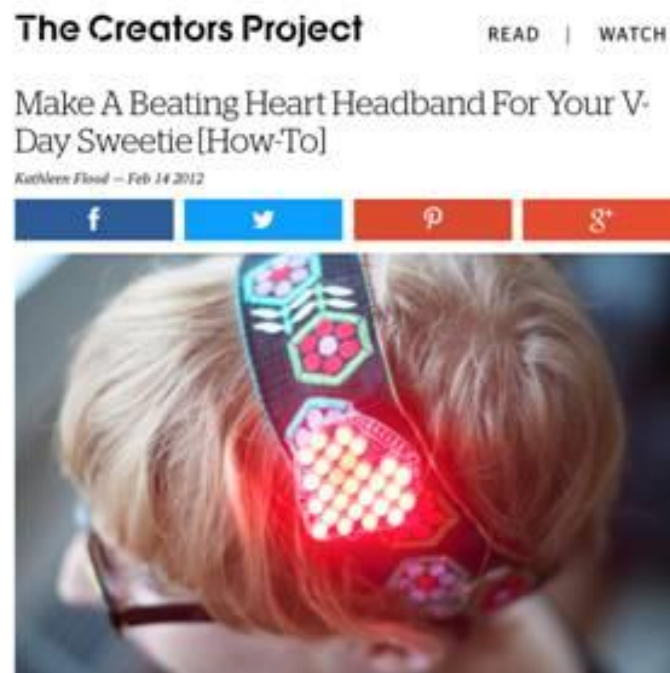 The Creators Project
READ | WATCH
Make A Beating Heart Headband For Your V-
Day Sweetie [How-To]
Kathleen Flood — Feb 14 2012
f
8+